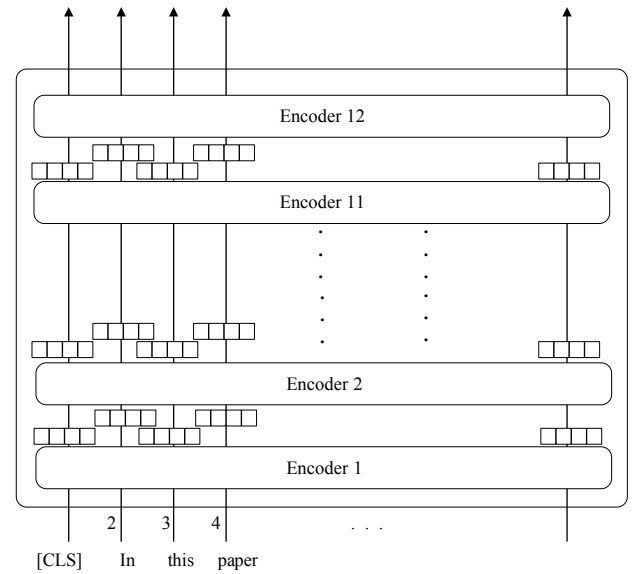 Encoder 12
Encoder 11
Encoder 2
Encoder 1
2 3 4 . . .
[CLS] In this paper